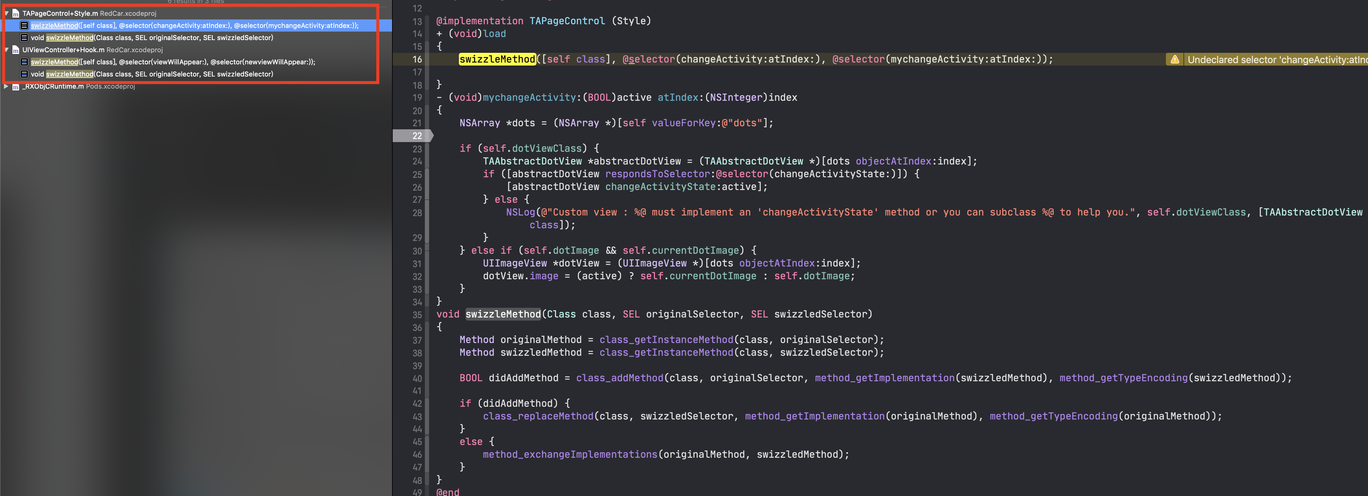 6 results in 3 files
TAPageControl+Style.m RedCar.xcodeproj
swizzleMethod([self class], @selector(changeActivity:atIndex:), @selector(mychangeActivity:atIndex:));
void swizzleMethod(Class class, SEL originalSelector, SEL swizzledSelector)
UIViewController+Hook.m RedCar.xcodeproj
swizzleMethod([self class], @selector(viewWillAppear:), @selector(newviewWillAppear:));
void swizzleMethod(Class class, SEL originalSelector, SEL swizzledSelector)
_RXObjCRuntime.m Pods.xcodeproj
12
13 @implementation TAPageControl (Style)
14 + (void)load
15 {
16 swizzleMethod([self class], @selector(changeActivity:atIndex:), @selector(mychangeActivity:atIndex:)); Undeclared selector 'changeActivity:atInd
17
18 }
19 - (void)mychangeActivity:(BOOL)active atIndex:(NSInteger)index
20 {
21 NSArray *dots = (NSArray *)[self valueForKey:@"dots"];
22
23 if (self.dotViewClass) {
24 TAAbstractDotView *abstractDotView = (TAAbstractDotView *)[dots objectAtIndex:index];
25 if ([abstractDotView respondsToSelector:@selector(changeActivityState:)]) {
26 [abstractDotView changeActivityState:active];
27 } else {
28 NSLog(@"Custom view : %@ must implement an 'changeActivityState' method or you can subclass %@ to help you.", self.dotViewClass, [TAAbstractDotView
class]);
29 }
30 } else if (self.dotImage && self.currentDotImage) {
31 UIImageView *dotView = (UIImageView *)[dots objectAtIndex:index];
32 dotView.image = (active) ? self.currentDotImage : self.dotImage;
33 }
34 }
35 void swizzleMethod(Class class, SEL originalSelector, SEL swizzledSelector)
36 {
37 Method originalMethod = class_getInstanceMethod(class, originalSelector);
38 Method swizzledMethod = class_getInstanceMethod(class, swizzledSelector);
39
40 BOOL didAddMethod = class_addMethod(class, originalSelector, method_getImplementation(swizzledMethod), method_getTypeEncoding(swizzledMethod));
41
42 if (didAddMethod) {
43 class_replaceMethod(class, swizzledSelector, method_getImplementation(originalMethod), method_getTypeEncoding(originalMethod));
44 }
45 else {
46 method_exchangeImplementations(originalMethod, swizzledMethod);
47 }
48 }
49 @end